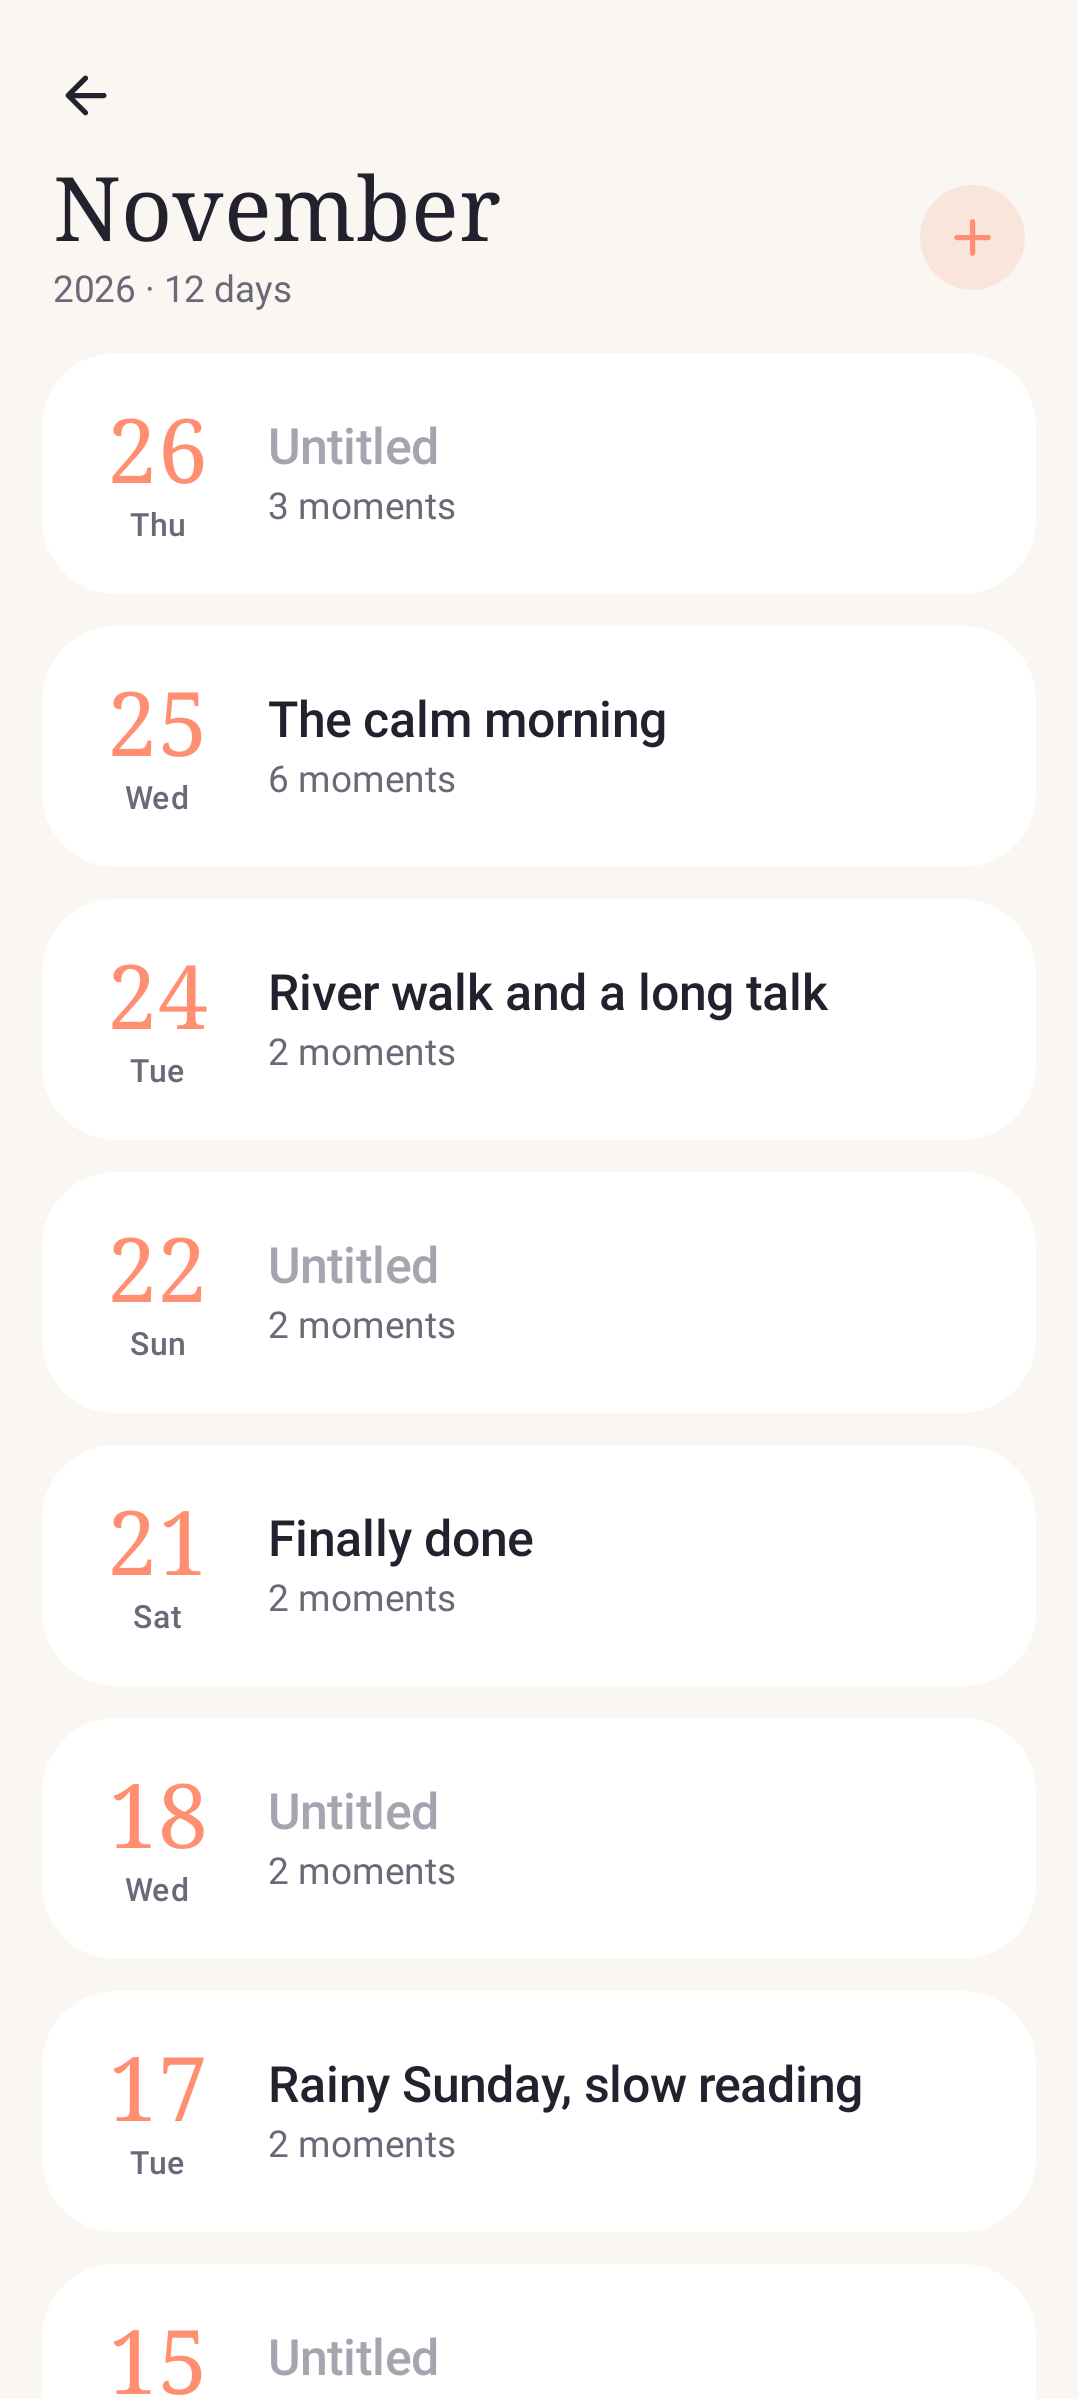 November
2026 · 12 days
26
Thu
Untitled
3 moments
25
Wed
The calm morning
6 moments
24
Tue
River walk and a long talk
2 moments
22
Sun
Untitled
2 moments
21
Sat
Finally done
2 moments
18
Wed
Untitled
2 moments
17
Tue
Rainy Sunday, slow reading
2 moments
15
Untitled